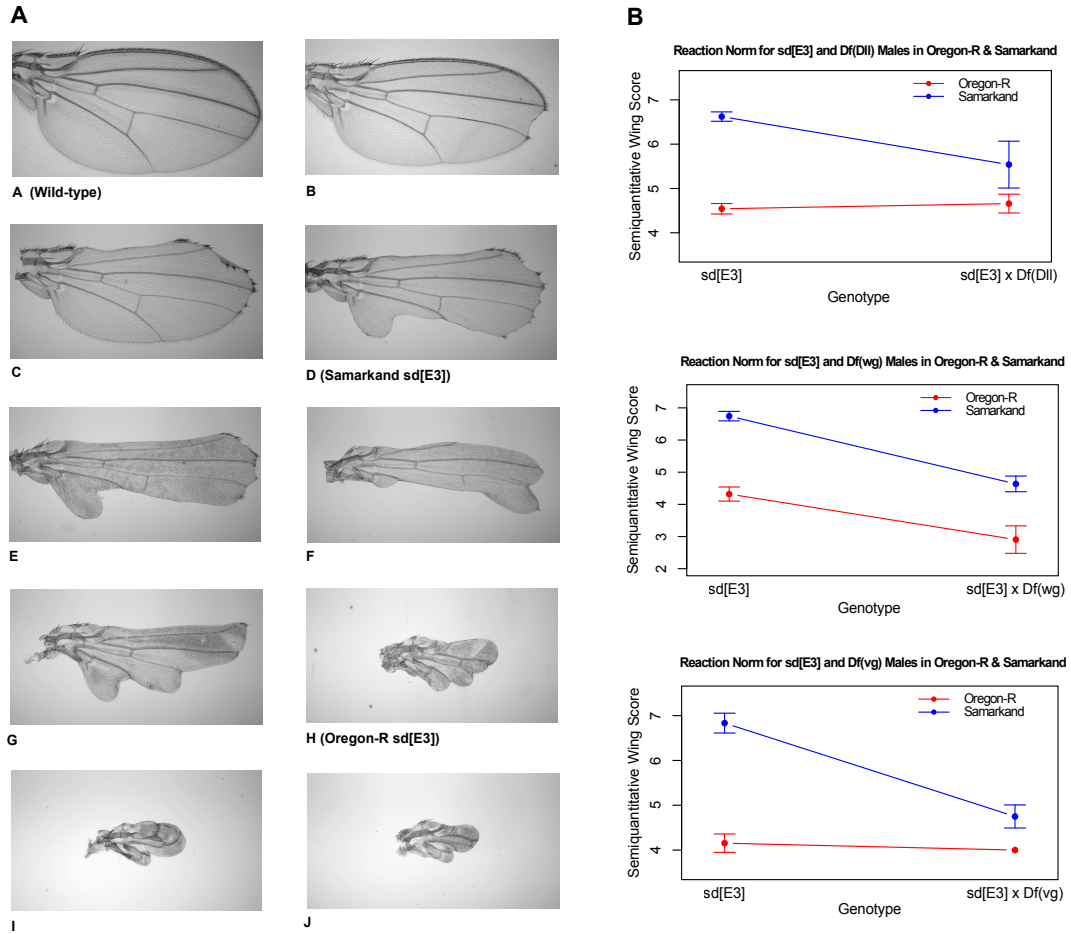 A
A (Wild-type)
B
C
D (Samarkand sd[E3])
E
F
G
H (Oregon-R sd[E3])
I
J
B
Reaction Norm for sd[E3] and Df(Dll) Males in Oregon-R & Samarkand
Oregon-R
Samarkand
Semiquantitative Wing Score
7
6
5
4
sd[E3]
sd[E3] x Df(Dll)
Genotype
Reaction Norm for sd[E3] and Df(wg) Males in Oregon-R & Samarkand
Oregon-R
Samarkand
Semiquantitative Wing Score
7
6
5
4
3
2
sd[E3]
sd[E3] x Df(wg)
Genotype
Reaction Norm for sd[E3] and Df(vg) Males in Oregon-R & Samarkand
Oregon-R
Samarkand
Semiquantitative Wing Score
7
6
5
4
sd[E3]
sd[E3] x Df(vg)
Genotype